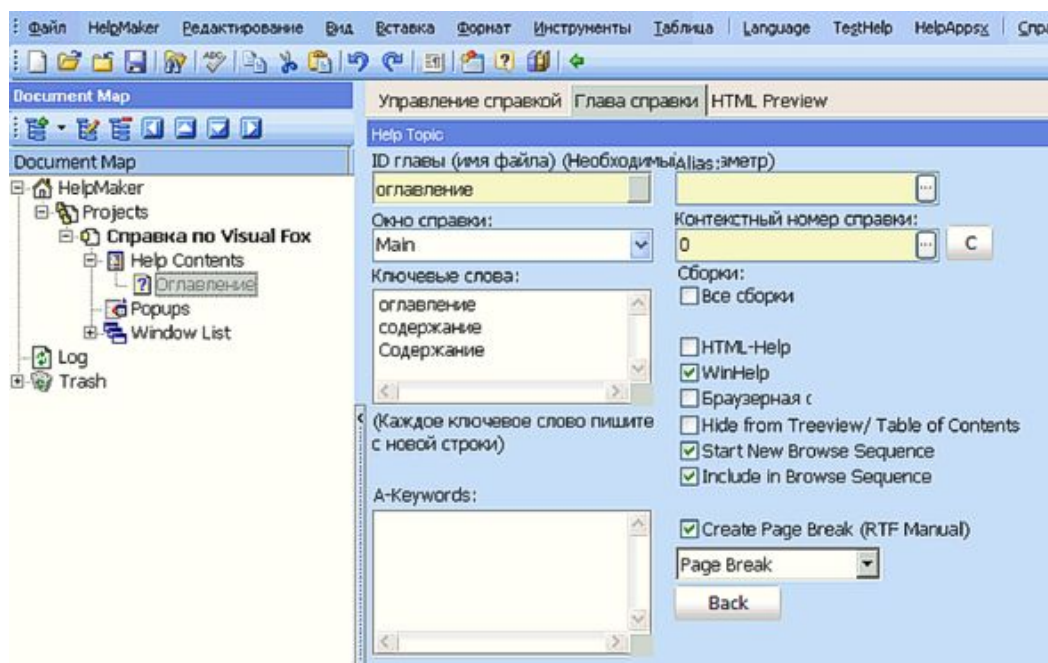 Файл HelpMaker Редактирование Вид Вставка Формат Инструменты Таблица Language TestHelp HelpAppsx
Document Map
Управление справкой Глава справки HTML Preview
Help Topic
Document Map
HelpMaker
Projects
Справка по Visual Fox
Help Contents
Оглавление
Popups
Window List
Log
Trash
ID главы (имя файла) (Необходимы Alias: эметр)
оглавление
Окно справки:
Main
Контекстный номер справки:
0
C
Ключевые слова:
оглавление
содержание
Содержание
(Каждое ключевое слово пишите
с новой строки)
A-Keywords:
Сборки:
Все сборки
HTML-Help
WinHelp
Браузерная с
Hide from Treeview/ Table of Contents
Start New Browse Sequence
Include in Browse Sequence
Create Page Break (RTF Manual)
Page Break
Back